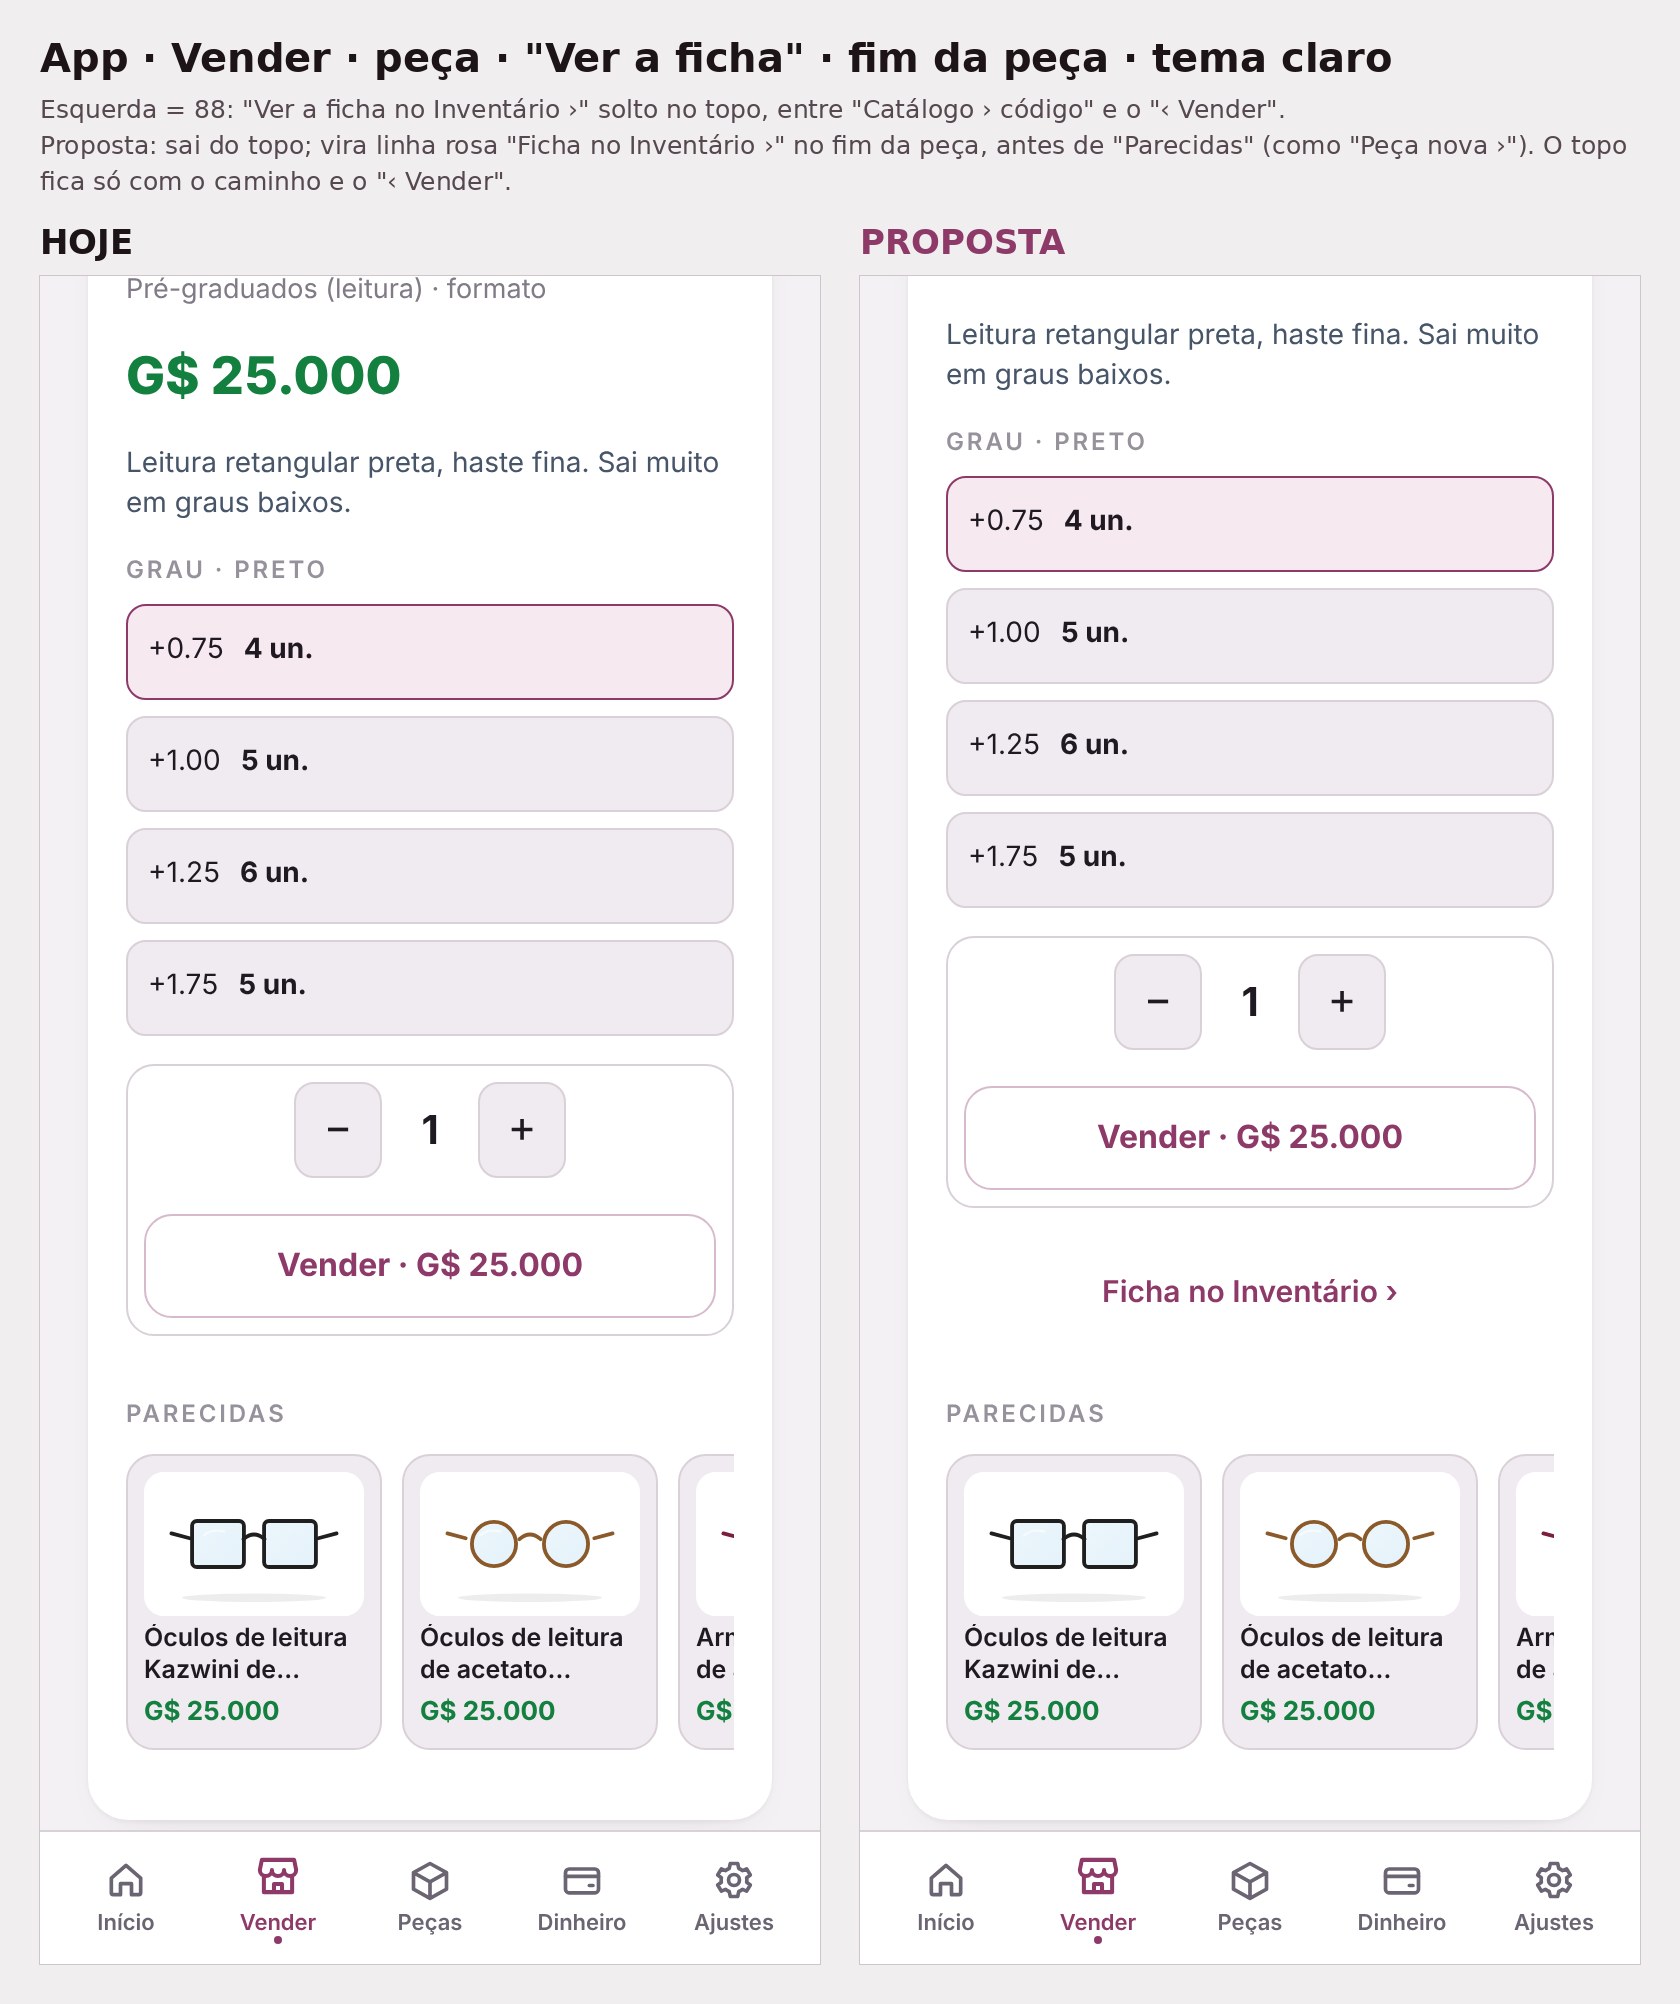 App · Vender · peça · "Ver a ficha" · fim da peça · tema claro
Esquerda = 88: "Ver a ficha no Inventário ›" solto no topo, entre "Catálogo › código" e o "‹ Vender".
Proposta: sai do topo; vira linha rosa "Ficha no Inventário ›" no fim da peça, antes de "Parecidas" (como "Peça nova ›"). O topo
fica só com o caminho e o "‹ Vender".
HOJE
Pré-graduados (leitura) · formato
G$ 25.000
Leitura retangular preta, haste fina. Sai muito
em graus baixos.
GRAU · PRETO
+0.75 4 un.
+1.00 5 un.
+1.25 6 un.
+1.75 5 un.
− 1 +
Vender · G$ 25.000
PARECIDAS
Óculos de leitura
Kazwini de...
G$ 25.000
Óculos de leitura
de acetato...
G$ 25.000
de
G$
Início
Vender
Peças
Dinheiro
Ajustes
PROPOSTA
Leitura retangular preta, haste fina. Sai muito
em graus baixos.
GRAU · PRETO
+0.75 4 un.
+1.00 5 un.
+1.25 6 un.
+1.75 5 un.
− 1 +
Vender · G$ 25.000
Ficha no Inventário ›
PARECIDAS
Óculos de leitura
Kazwini de...
G$ 25.000
Óculos de leitura
de acetato...
G$ 25.000
de
G$
Início
Vender
Peças
Dinheiro
Ajustes